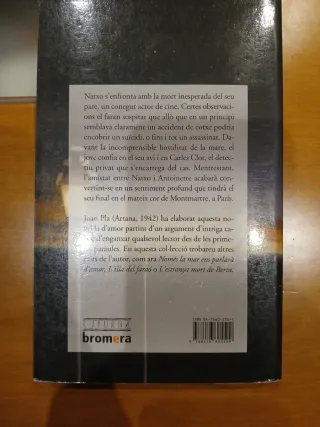 Natxo s'enfronta amb la mort inesperada del seu
pare, un conegut actor de cine. Certes observaci-
ons el faran sospitar que allò que en un principi
semblava clarament un accident de cotxe podria
encobrir un suïcidi, o fins i tot un assassinat. Da-
vant la incomprensible hostilitat de la mare, el
jove confia en el seu avi i en Carles Clot, el detec-
tiu privat que s'encarrega del cas. Mentrestant,
l'amistat entre Natxo i Antoinette acabarà conver-
tint-se en un sentiment profund que tindrà el
seu final en el mateix cor de Montmartre, a París.
Joan Pla (Artana, 1942) ha elaborat aquesta no-
vel·la d'amor partint d'un argument d'intriga ca-
paç d'enganxar qualsevol lector des de les prime-
res paraules. En aquesta col·lecció trobareu altres
obres de l'autor, com ara Només la mar ens parlarà
d'amor, L'illa del faraó o L'estranya mort de Berta.
bromera